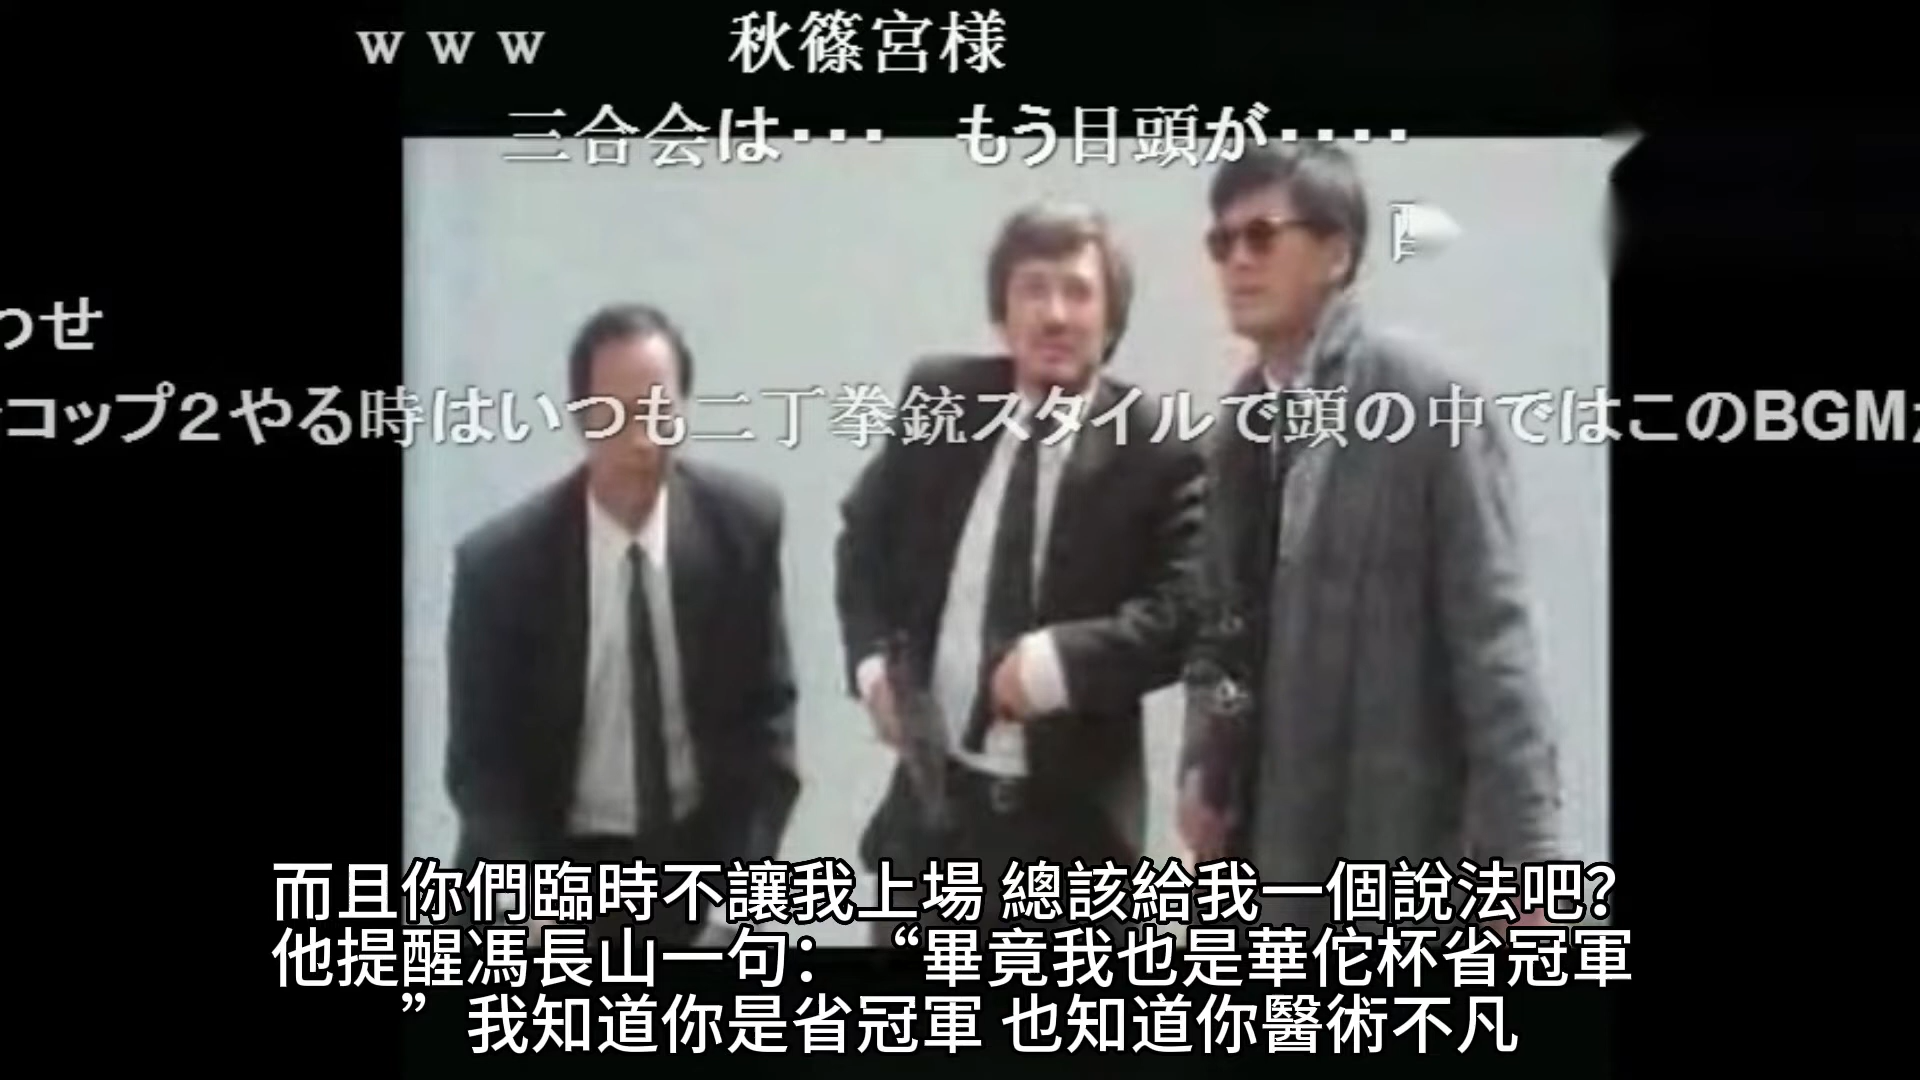 www 秋篠宮様
三合会は・・・ もう目頭が・・・・
つせ
コップ2やる時はいつも二丁拳銃スタイルで頭の中ではこのBGM
而且你們臨時不讓我上場 總該給我一個說法吧?
他提醒馮長山一句：“畢竟我也是華佗杯省冠軍
”我知道你是省冠軍 也知道你醫術不凡